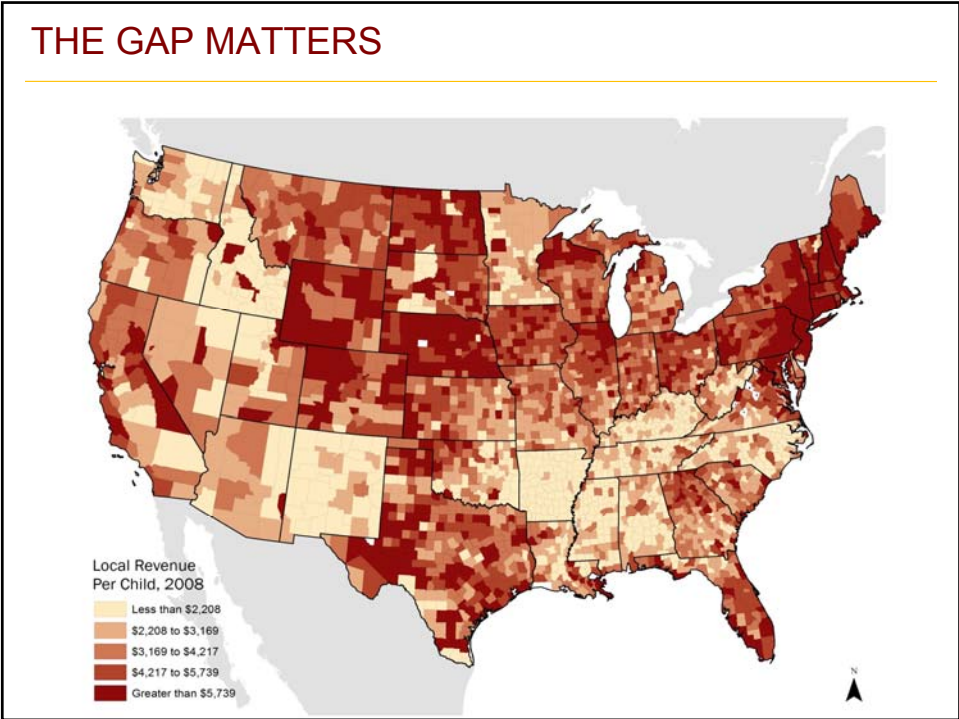 THE GAP MATTERS
Local Revenue
Per Child, 2008
Less than $2,208
$2,208 to $3,169
$3,169 to $4,217
$4,217 to $5,739
Greater than $5,739
N